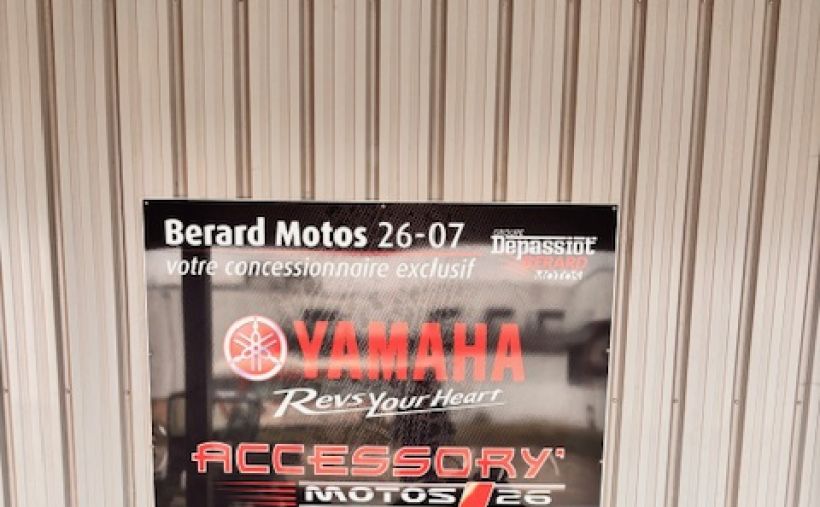 Berard Motos 26-07
votre concessionnaire exclusif
GROUPE
Depassiot
BERARD
MOTOS
YAMAHA
Revs Your Heart
ACCESSORY'
MOTOS 26